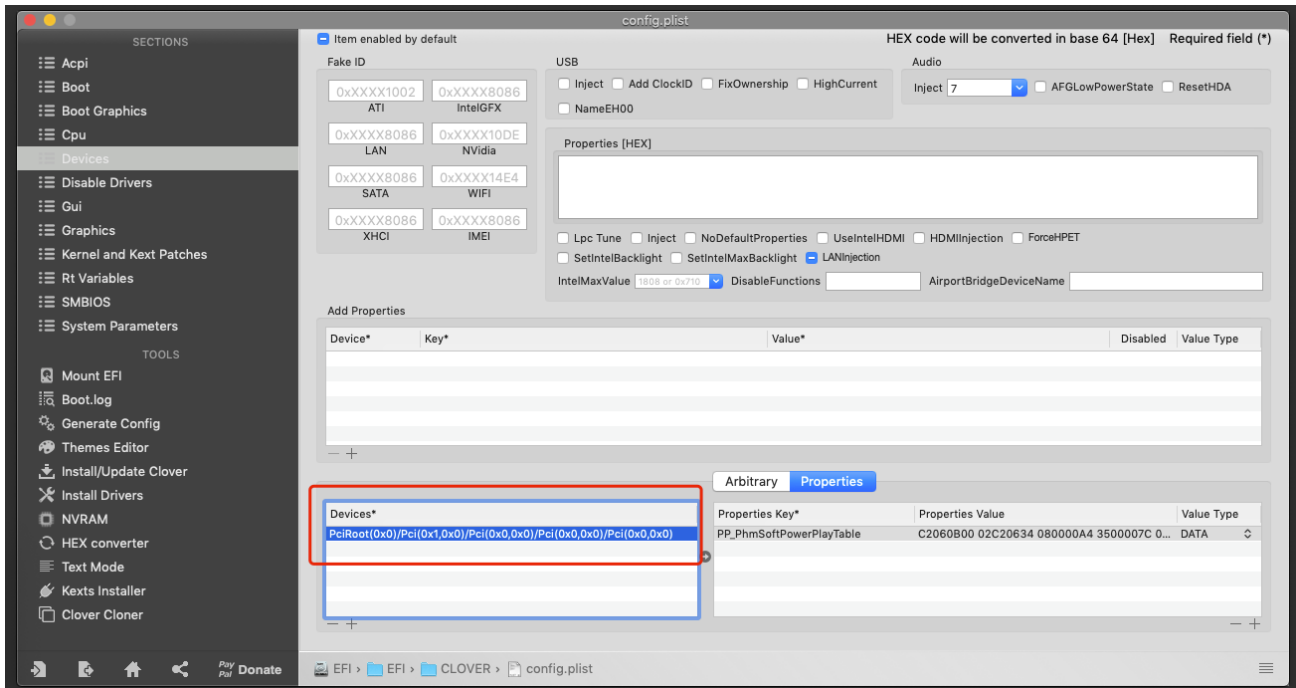 config.plist
SECTIONS
Acpi
Boot
Boot Graphics
Cpu
Devices
Disable Drivers
Gui
Graphics
Kernel and Kext Patches
Rt Variables
SMBIOS
System Parameters
TOOLS
Mount EFI
Boot.log
Generate Config
Themes Editor
Install/Update Clover
Install Drivers
NVRAM
HEX converter
Text Mode
Kexts Installer
Clover Cloner
Pay Pal Donate
Item enabled by default HEX code will be converted in base 64 [Hex] Required field (*)
Fake ID
0xXXXX1002 0xXXXX8086
ATI IntelGFX
0xXXXX8086 0xXXXX10DE
LAN NVidia
0xXXXX8086 0xXXXX14E4
SATA WIFI
0xXXXX8086 0xXXXX8086
XHCI IMEI
USB
Inject Add ClockID FixOwnership HighCurrent
NameEH00
Audio
Inject 7 AFGLowPowerState ResetHDA
Properties [HEX]
Lpc Tune Inject NoDefaultProperties UseIntelHDMI HDMIInjection ForceHPET
SetIntelBacklight SetIntelMaxBacklight LANInjection
IntelMaxValue 1808 or 0x710 DisableFunctions AirportBridgeDeviceName
Add Properties
Device* Key* Value* Disabled Value Type
Arbitrary Properties
Devices*
PciRoot(0x0)/Pci(0x1,0x0)/Pci(0x0,0x0)/Pci(0x0,0x0)/Pci(0x0,0x0)
Properties Key* Properties Value Value Type
PP_PhmSoftPowerPlayTable C2060B00 02C20634 080000A4 3500007C 0... DATA
EFI › EFI › CLOVER › config.plist